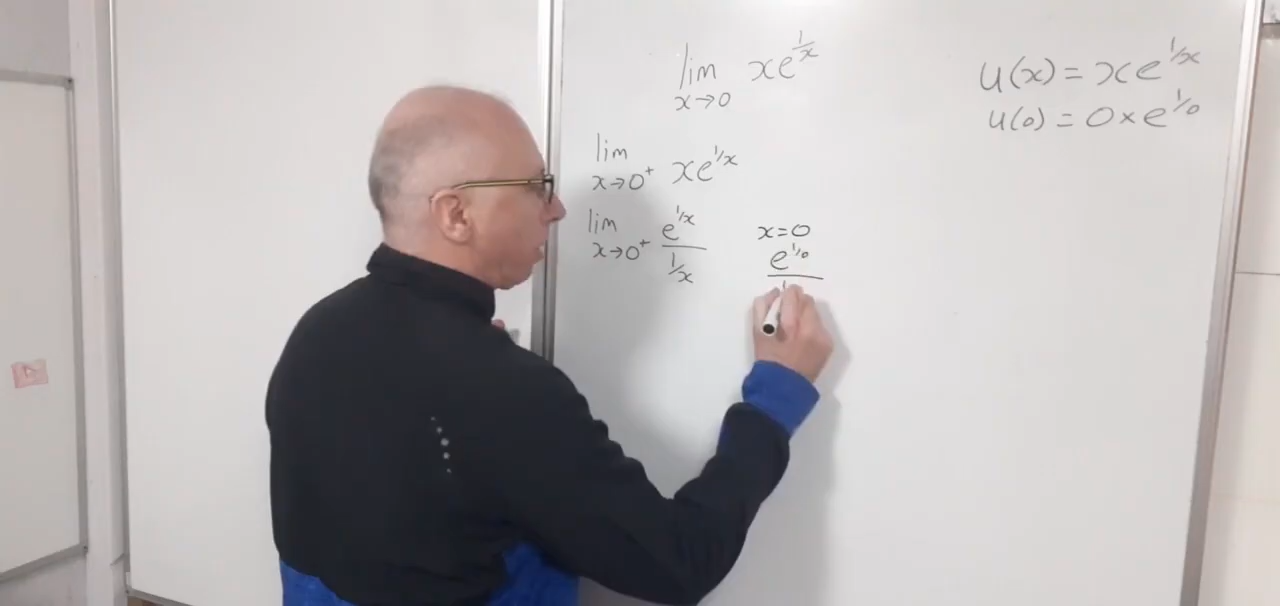 lim x→0 xe^{1/x}
lim x→0⁺ xe^{1/x}
lim x→0⁺ e^{1/x} / (1/x)
x=0
e^{1/0}
1
u(x) = xe^{1/x}
u(0) = 0×e^{1/0}